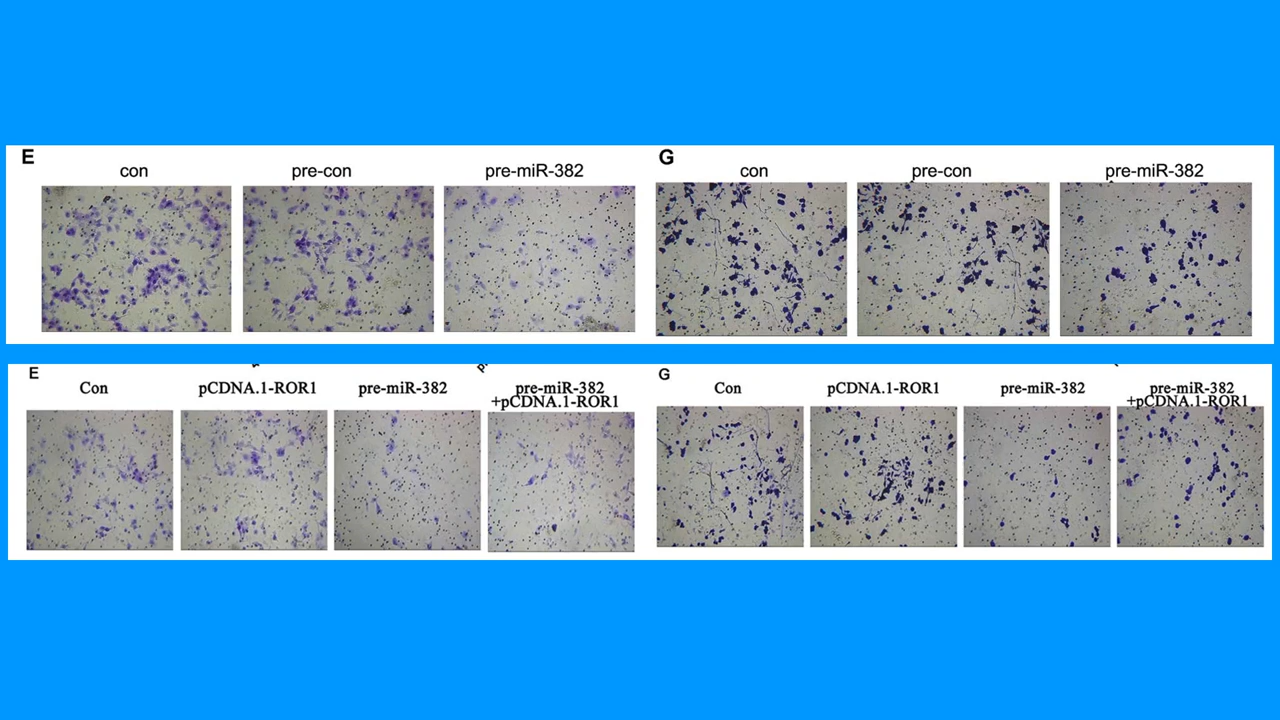 E
con pre-con pre-miR-382
G
con pre-con pre-miR-382
E
Con pCDNA.1-ROR1 pre-miR-382 pre-miR-382
+pCDNA.1-ROR1
G
Con pCDNA.1-ROR1 pre-miR-382 pre-miR-382
+pCDNA.1-ROR1